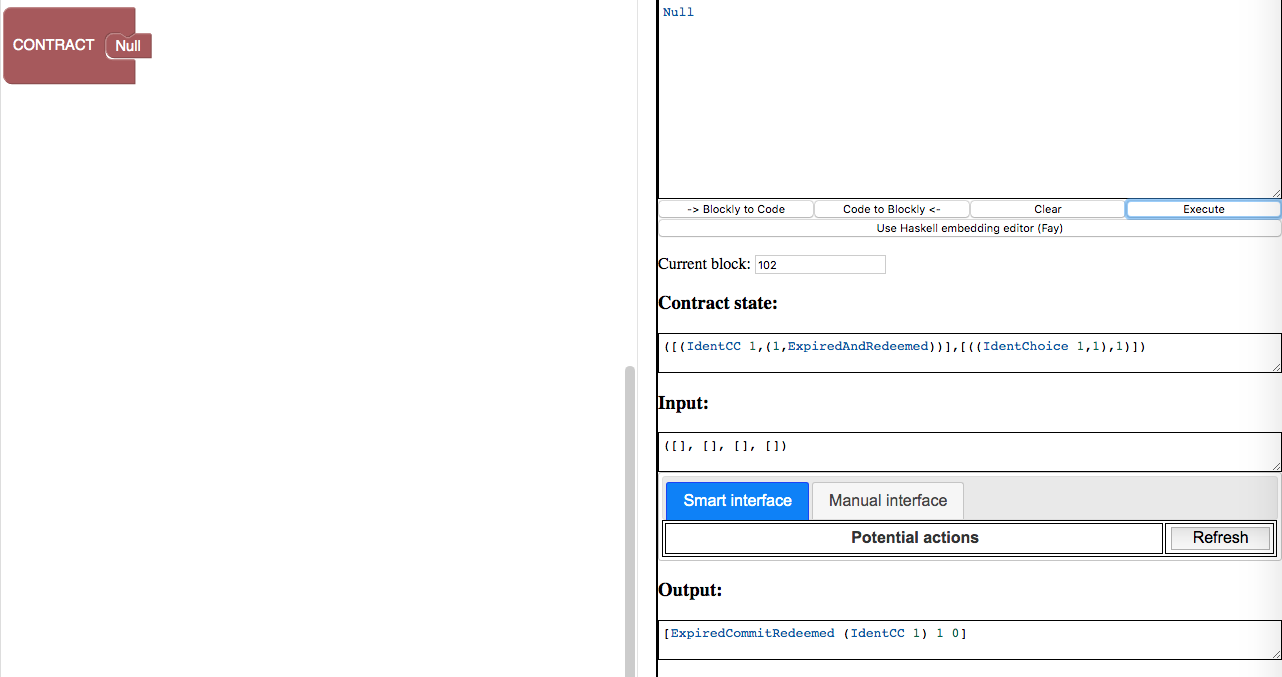 CONTRACT Null
Null
-> Blockly to Code Code to Blockly <- Clear Execute
Use Haskell embedding editor (Fay)
Current block: 102
Contract state:
([(IdentCC 1,(1,ExpiredAndRedeemed))],[((IdentChoice 1,1),1)])
Input:
([], [], [], [])
Smart interface Manual interface
Potential actions Refresh
Output:
[ExpiredCommitRedeemed (IdentCC 1) 1 0]